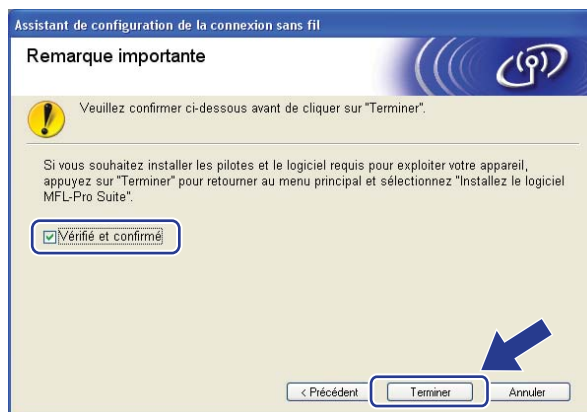 Assistant de configuration de la connexion sans fil
Remarque importante
Veuillez confirmer ci-dessous avant de cliquer sur "Terminer".
Si vous souhaitez installer les pilotes et le logiciel requis pour exploiter votre appareil,
appuyez sur "Terminer" pour retourner au menu principal et sélectionnez "Installez le logiciel
MFL-Pro Suite".
Vérifié et confirmé
< Précédent
Terminer
Annuler